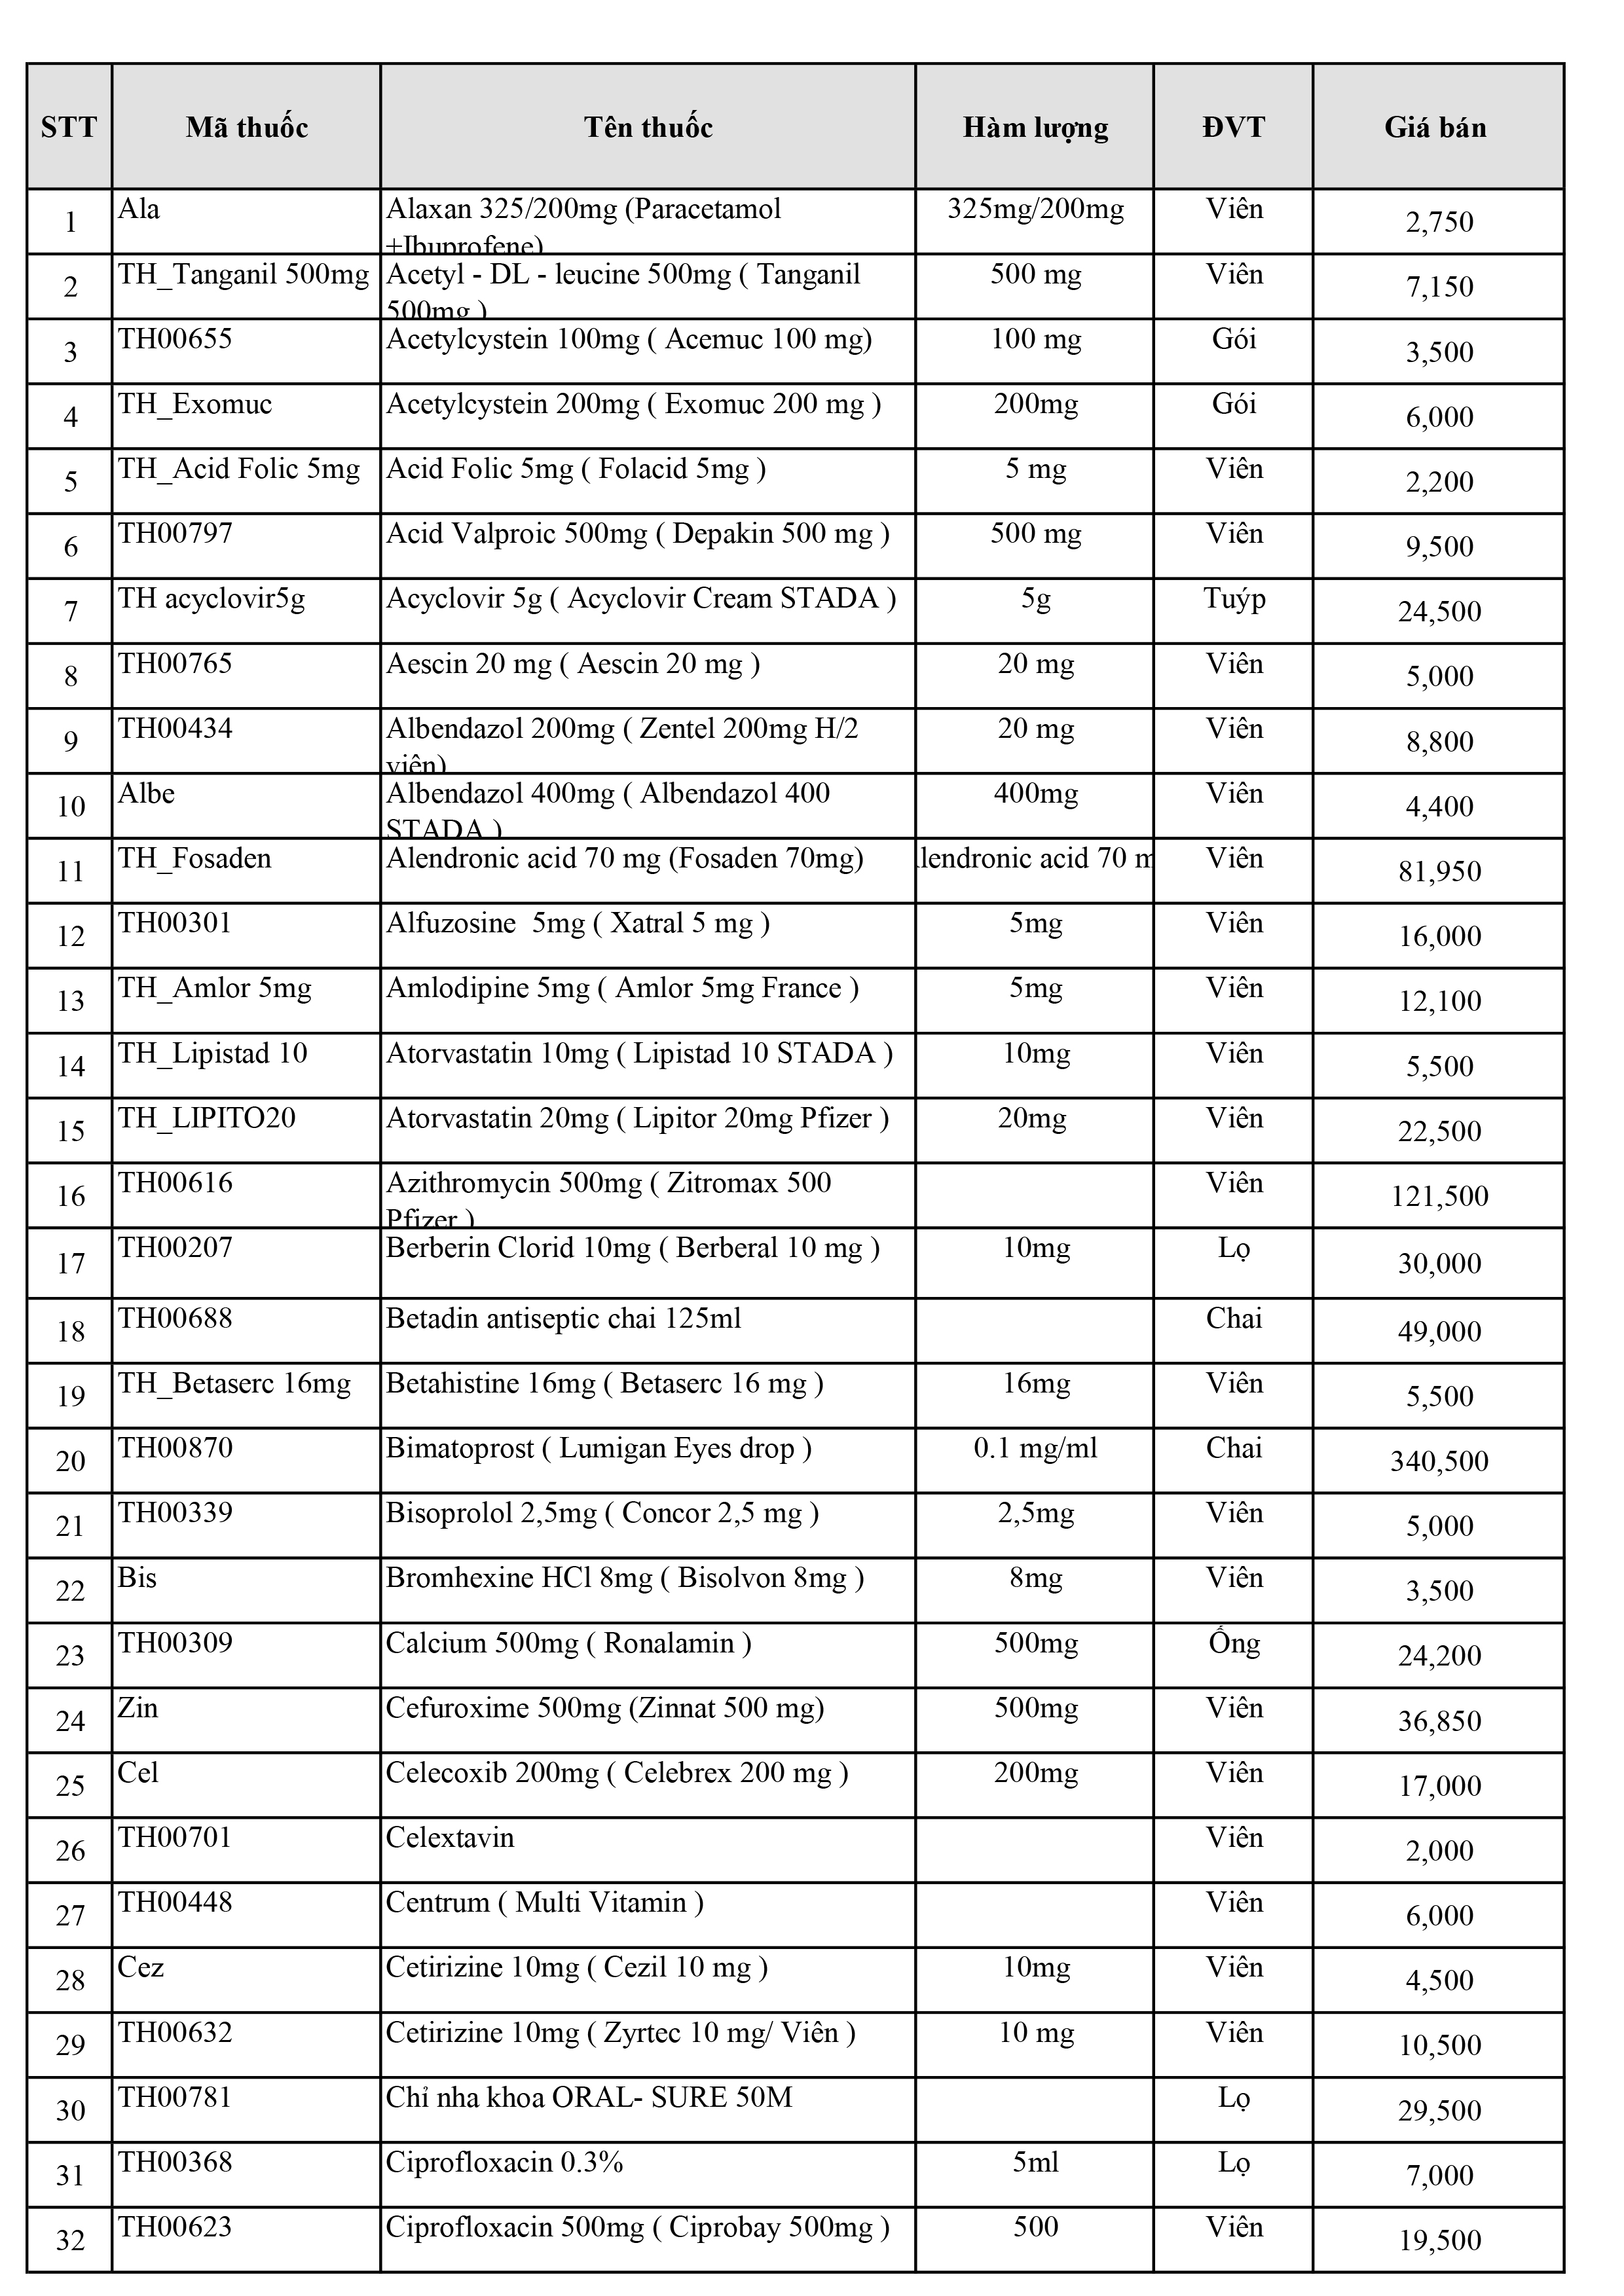 STT Mã thuốc Tên thuốc Hàm lượng ĐVT Giá bán
1 Ala Alaxan 325/200mg (Paracetamol 325mg/200mg Viên 2,750
+Ibuprofene)
2 TH_Tanganil 500mg Acetyl - DL - leucine 500mg ( Tanganil 500 mg Viên 7,150
500mg )
3 TH00655 Acetylcystein 100mg ( Acemuc 100 mg) 100 mg Gói 3,500
4 TH_Exomuc Acetylcystein 200mg ( Exomuc 200 mg ) 200mg Gói 6,000
5 TH_Acid Folic 5mg Acid Folic 5mg ( Folacid 5mg ) 5 mg Viên 2,200
6 TH00797 Acid Valproic 500mg ( Depakin 500 mg ) 500 mg Viên 9,500
7 TH acyclovir5g Acyclovir 5g ( Acyclovir Cream STADA ) 5g Tuýp 24,500
8 TH00765 Aescin 20 mg ( Aescin 20 mg ) 20 mg Viên 5,000
9 TH00434 Albendazol 200mg ( Zentel 200mg H/2 20 mg Viên 8,800
viên)
10 Albe Albendazol 400mg ( Albendazol 400 400mg Viên 4,400
STADA )
11 TH_Fosaden Alendronic acid 70 mg (Fosaden 70mg) lendronic acid 70 m Viên 81,950
12 TH00301 Alfuzosine  5mg ( Xatral 5 mg ) 5mg Viên 16,000
13 TH_Amlor 5mg Amlodipine 5mg ( Amlor 5mg France ) 5mg Viên 12,100
14 TH_Lipistad 10 Atorvastatin 10mg ( Lipistad 10 STADA ) 10mg Viên 5,500
15 TH_LIPITO20 Atorvastatin 20mg ( Lipitor 20mg Pfizer ) 20mg Viên 22,500
16 TH00616 Azithromycin 500mg ( Zitromax 500 Viên 121,500
Pfizer )
17 TH00207 Berberin Clorid 10mg ( Berberal 10 mg ) 10mg Lọ 30,000
18 TH00688 Betadin antiseptic chai 125ml Chai 49,000
19 TH_Betaserc 16mg Betahistine 16mg ( Betaserc 16 mg ) 16mg Viên 5,500
20 TH00870 Bimatoprost ( Lumigan Eyes drop ) 0.1 mg/ml Chai 340,500
21 TH00339 Bisoprolol 2,5mg ( Concor 2,5 mg ) 2,5mg Viên 5,000
22 Bis Bromhexine HCl 8mg ( Bisolvon 8mg ) 8mg Viên 3,500
23 TH00309 Calcium 500mg ( Ronalamin ) 500mg Ống 24,200
24 Zin Cefuroxime 500mg (Zinnat 500 mg) 500mg Viên 36,850
25 Cel Celecoxib 200mg ( Celebrex 200 mg ) 200mg Viên 17,000
26 TH00701 Celextavin Viên 2,000
27 TH00448 Centrum ( Multi Vitamin ) Viên 6,000
28 Cez Cetirizine 10mg ( Cezil 10 mg ) 10mg Viên 4,500
29 TH00632 Cetirizine 10mg ( Zyrtec 10 mg/ Viên ) 10 mg Viên 10,500
30 TH00781 Chỉ nha khoa ORAL- SURE 50M Lọ 29,500
31 TH00368 Ciprofloxacin 0.3% 5ml Lọ 7,000
32 TH00623 Ciprofloxacin 500mg ( Ciprobay 500mg ) 500 Viên 19,500